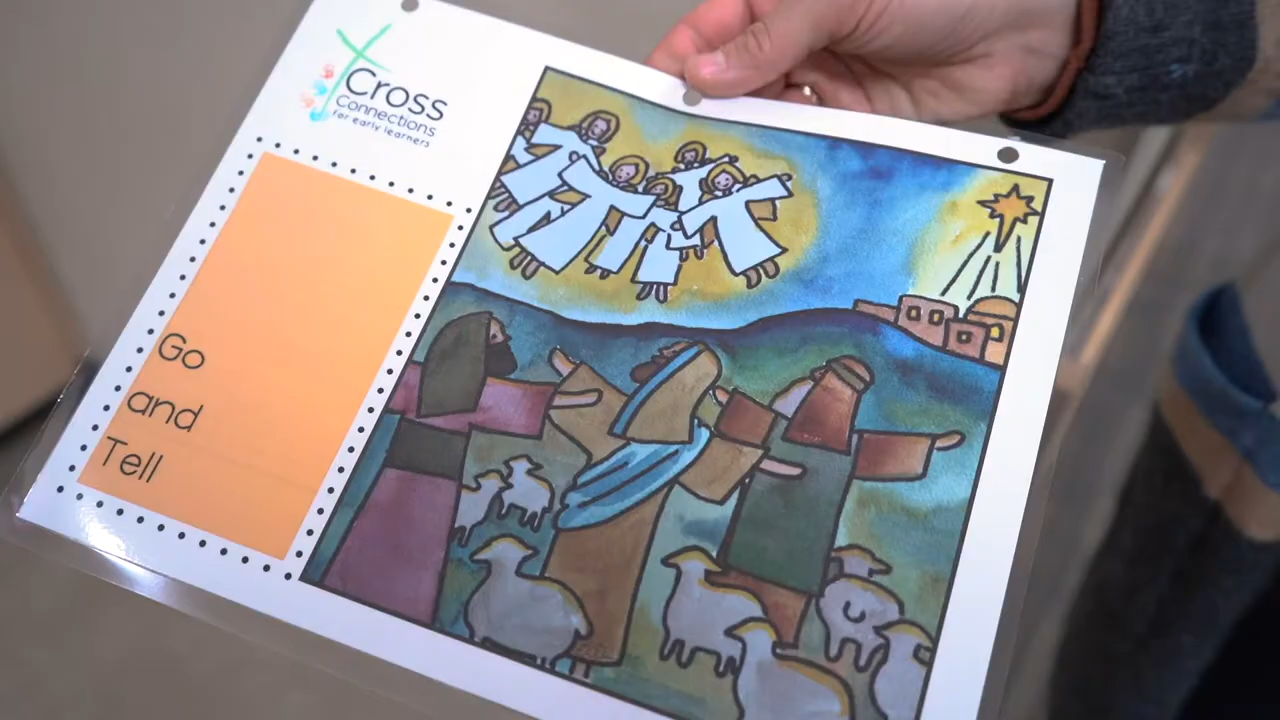 Cross
Connections
for early learners
Go
and
Tell